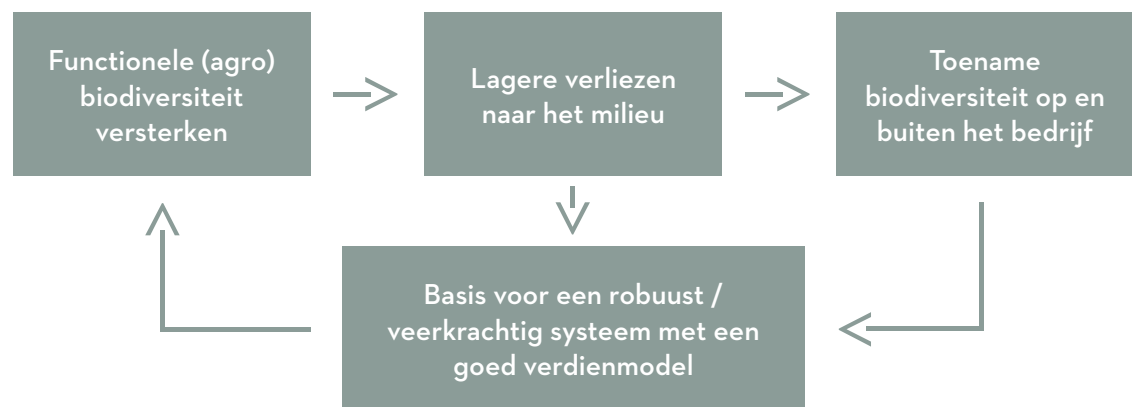 Functionele (agro)
biodiversiteit
versterken
Lagere verliezen
naar het milieu
Toename
biodiversiteit op en
buiten het bedrijf
Basis voor een robuust /
veerkrachtig systeem met een
goed verdienmodel